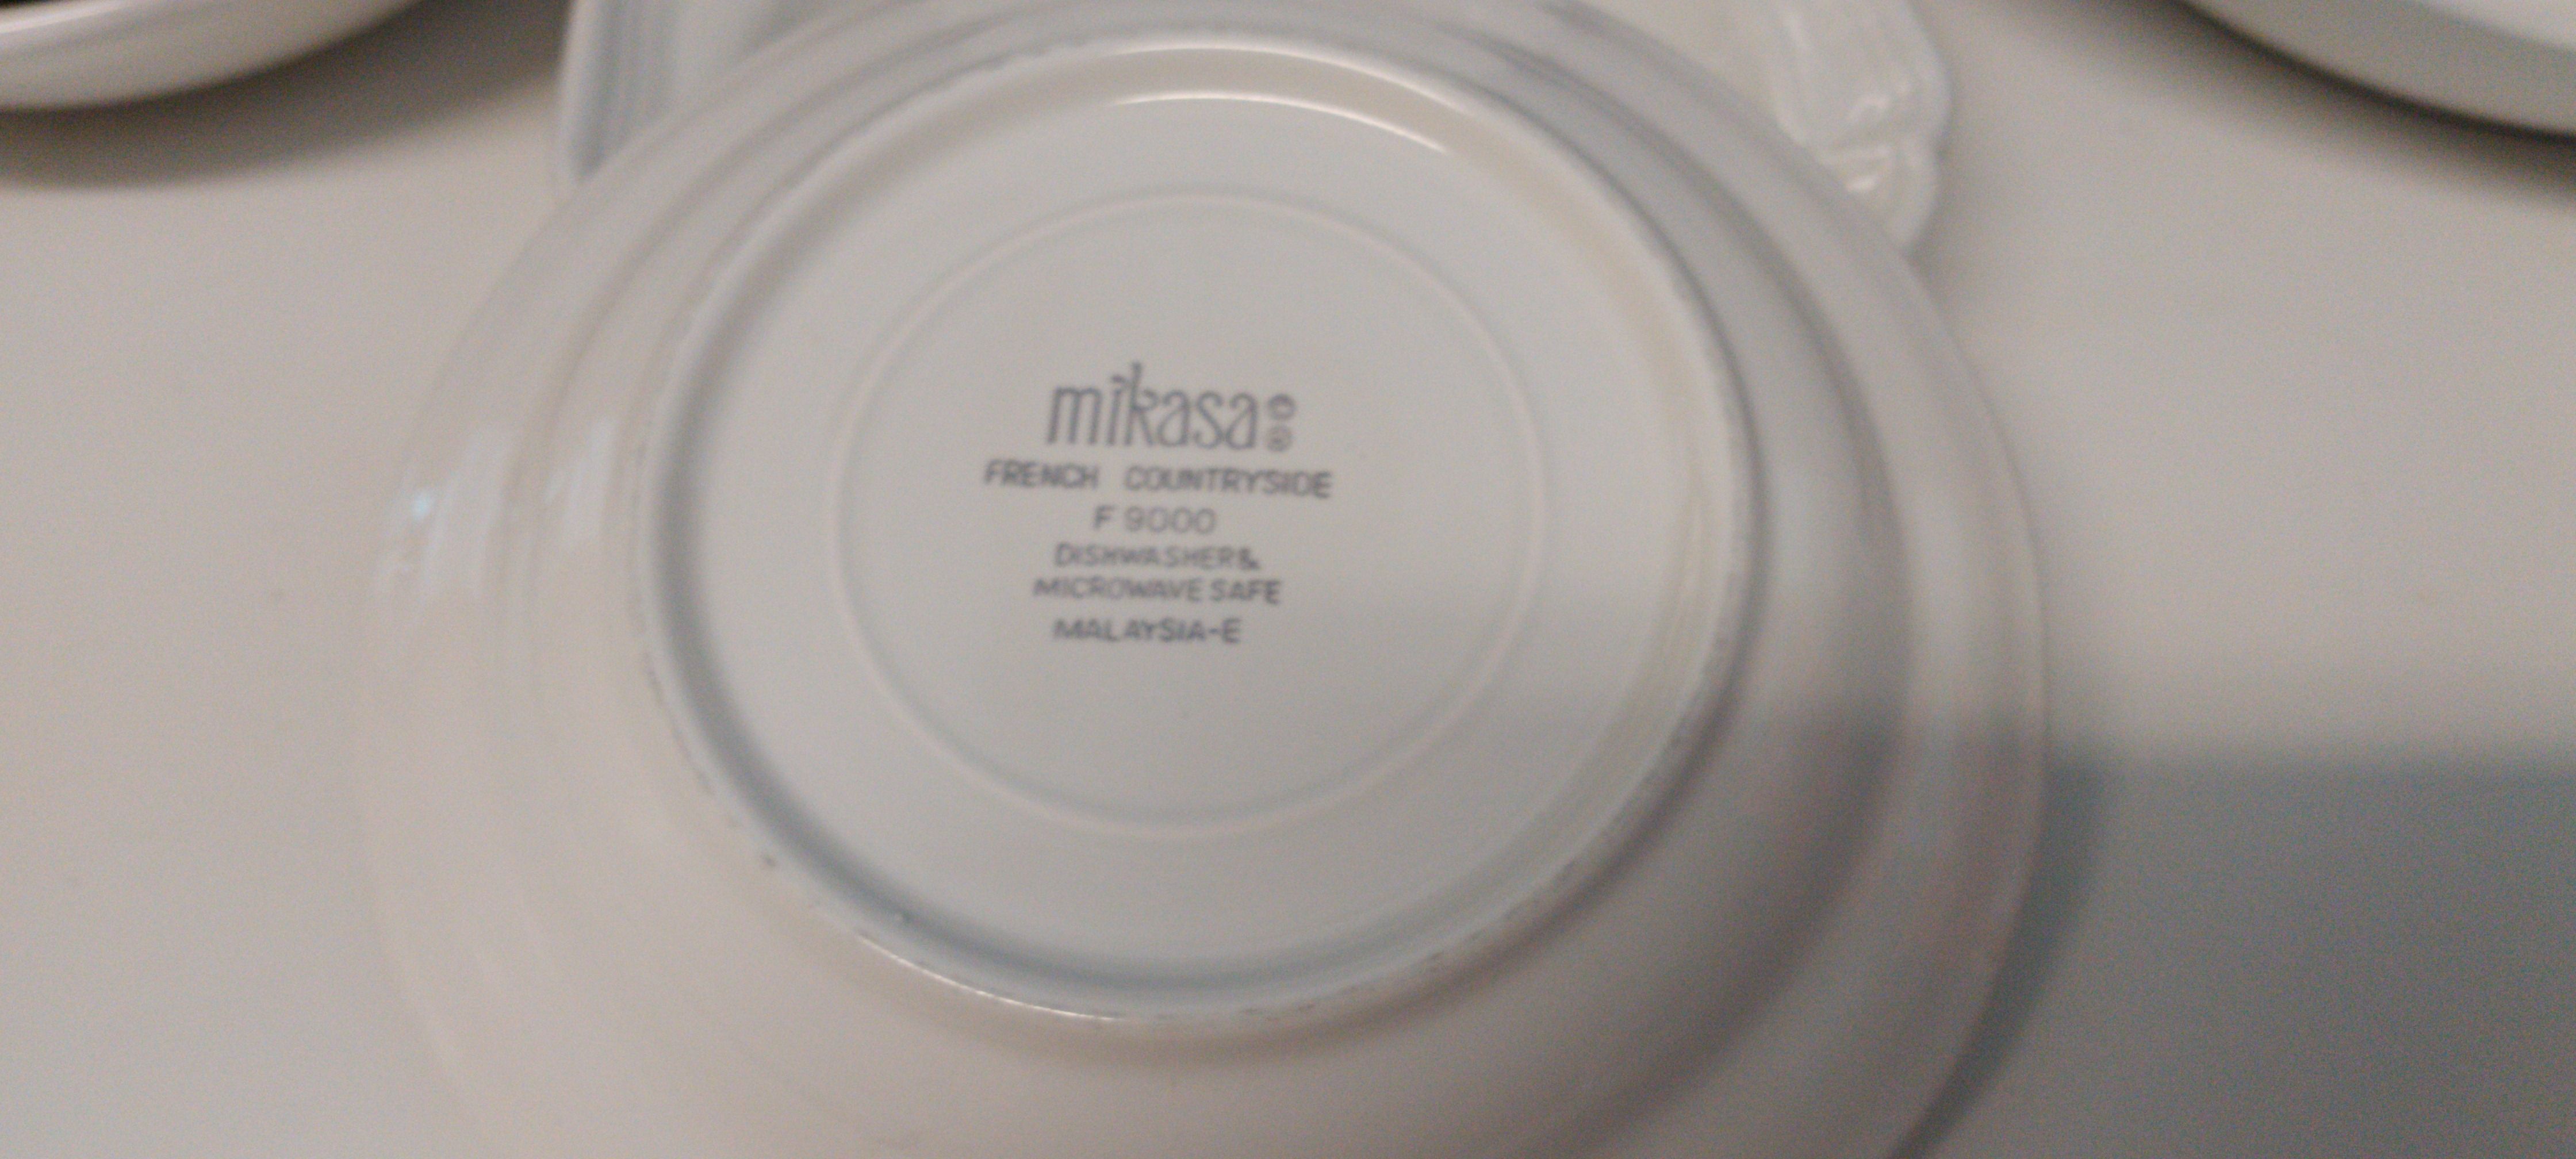 mikasa
FRENCH COUNTRYSIDE
F 9000
DISHWASHER&
MICROWAVE SAFE
MALAYSIA-E